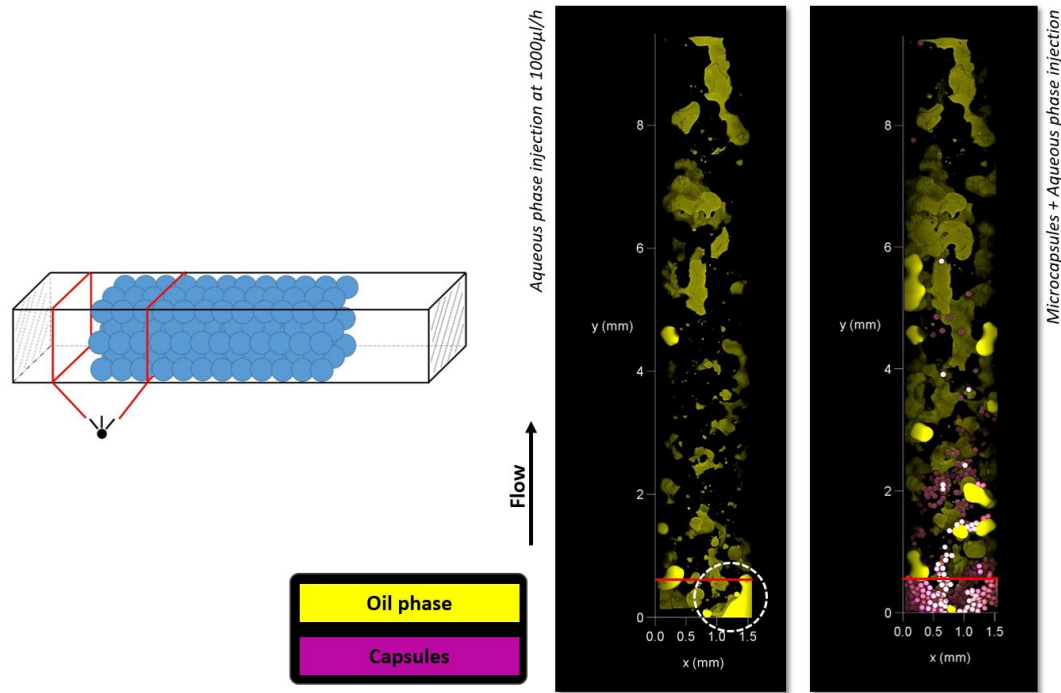 Aqueous phase injection at 1000µl/h
8
6
y (mm)
4
2
0
0.0 0.5 1.0 1.5
x (mm)
Flow
Microcapsules + Aqueous phase injection
8
6
y (mm)
4
2
0
0.0 0.5 1.0 1.5
x (mm)
Oil phase
Capsules